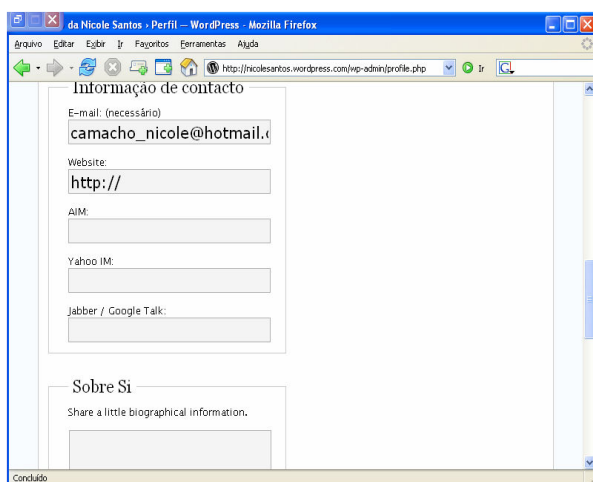 da Nicole Santos › Perfil — WordPress - Mozilla Firefox
Arquivo Editar Exibir Ir Favoritos Ferramentas Ajuda
http://nicolesantos.wordpress.com/wp-admin/profile.php Ir
Informação de contacto
E-mail: (necessário)
camacho_nicole@hotmail.c
Website:
http://
AIM:
Yahoo IM:
Jabber / Google Talk:
Sobre Si
Share a little biographical information.
Concluído